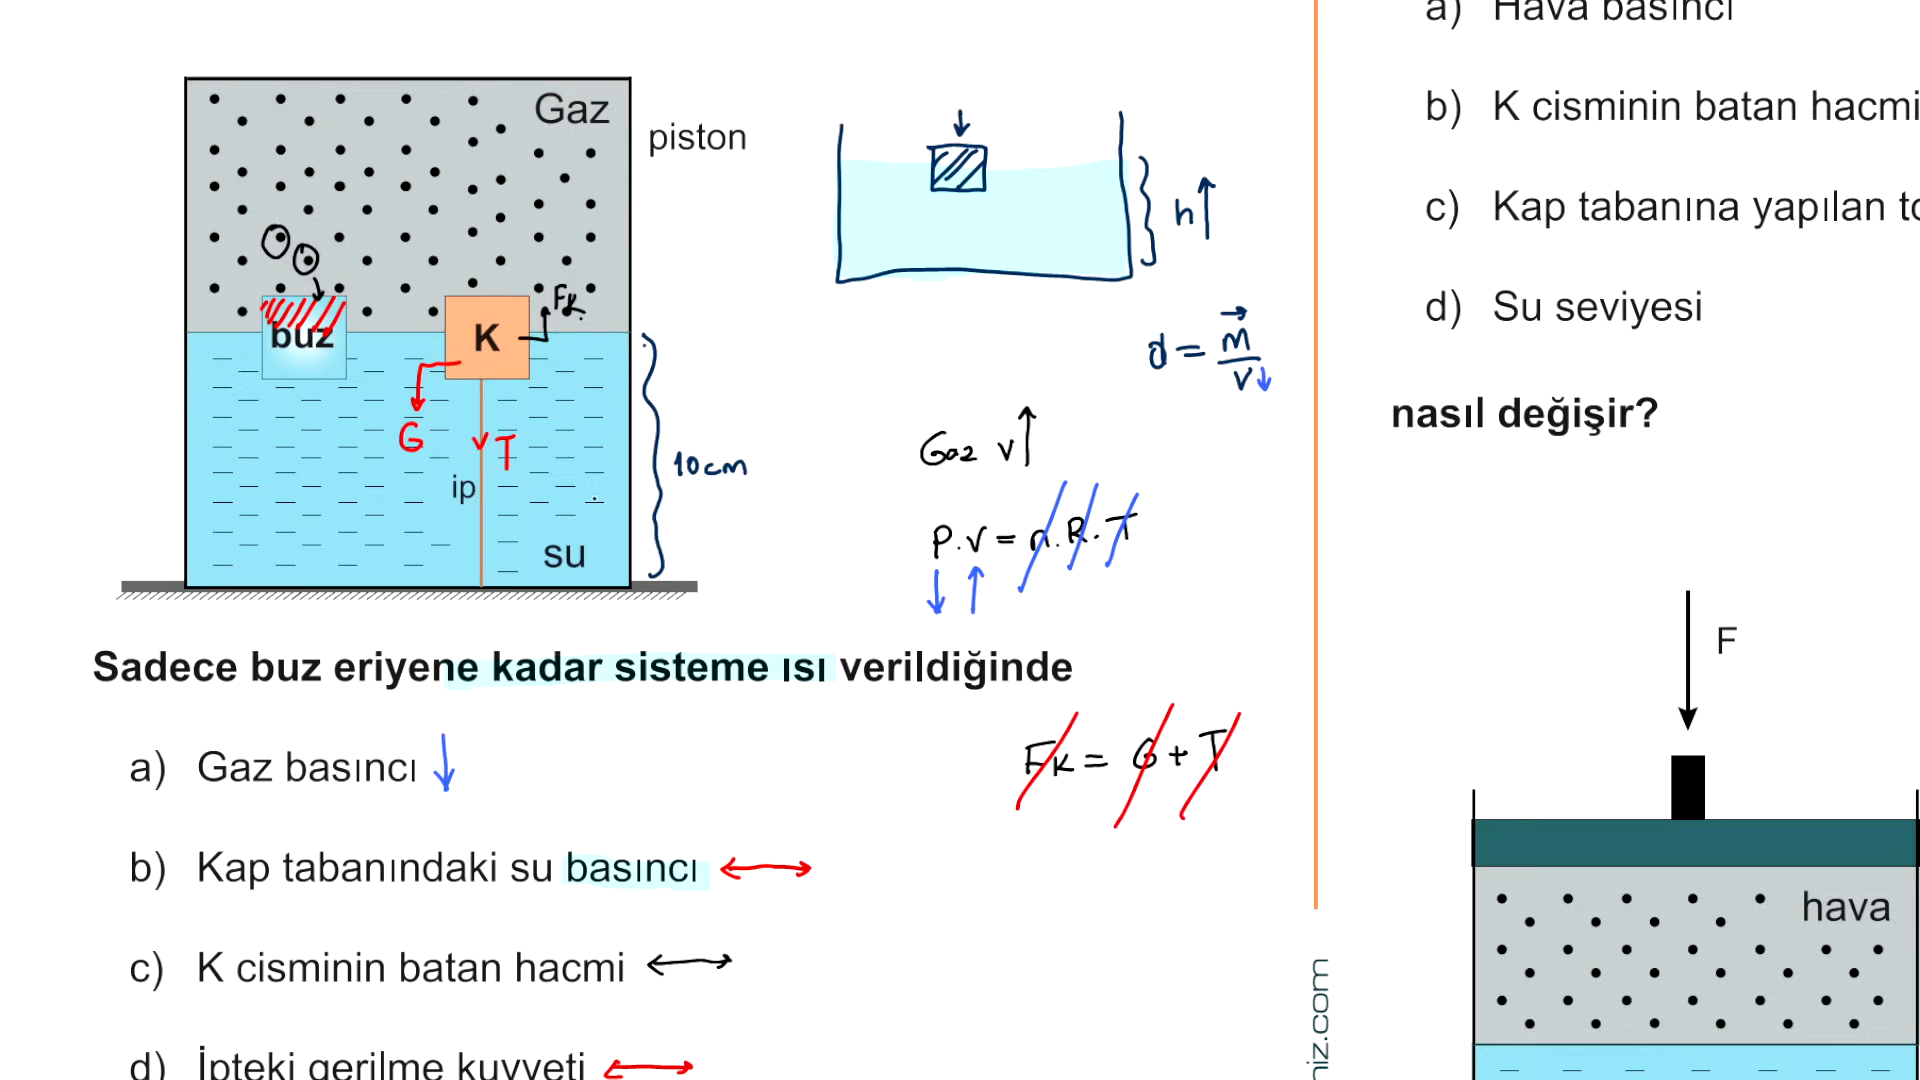 Gaz
piston
buz
K
Fk
G
T
10cm
ip
su
h
d = m / v
Gaz v
P.V = n.R.T
Sadece buz eriyene kadar sisteme ısı verildiğinde
a) Gaz basıncı
b) Kap tabanındaki su basıncı
c) K cisminin batan hacmi
d) İpteki gerilme kuvveti
FK = G + T
a) Hava basıncı
b) K cisminin batan hacmi
c) Kap tabanına yapılan
d) Su seviyesi
nasıl değişir?
F
hava
niz.com